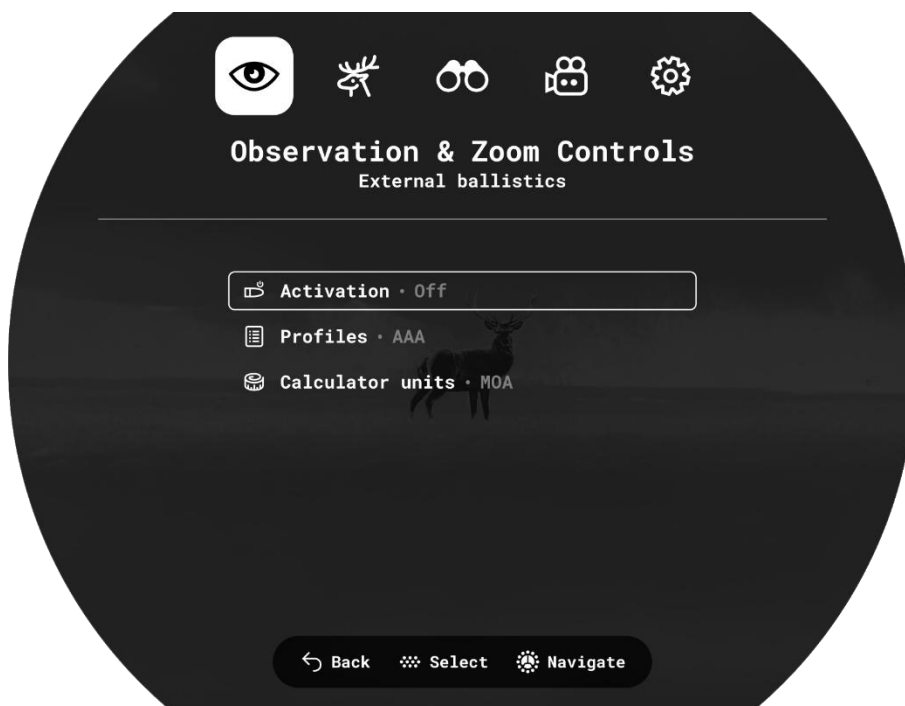 Observation & Zoom Controls
External ballistics
Activation • Off
Profiles • AAA
Calculator units • MOA
Back Select Navigate